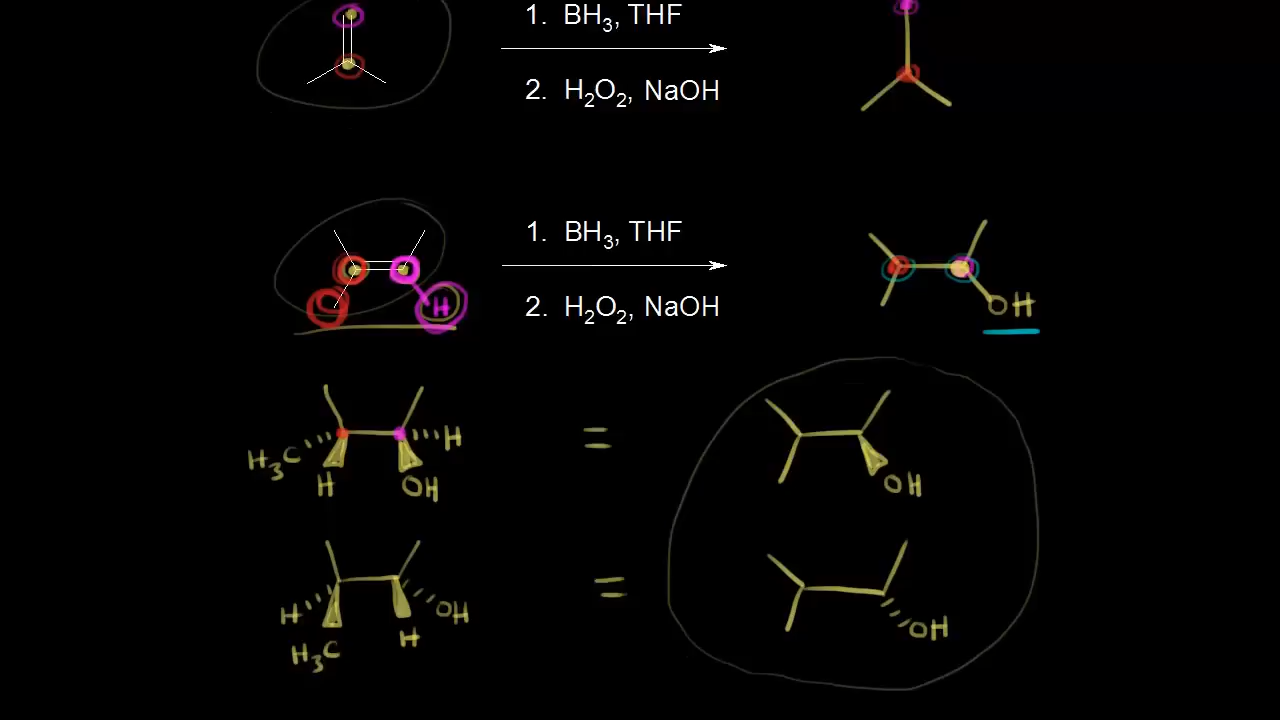 1. BH₃, THF
2. H₂O₂, NaOH
1. BH₃, THF
H
OH
2. H₂O₂, NaOH
H₃C
H
=
H
OH
OH
H
OH
=
H₃C
H
OH